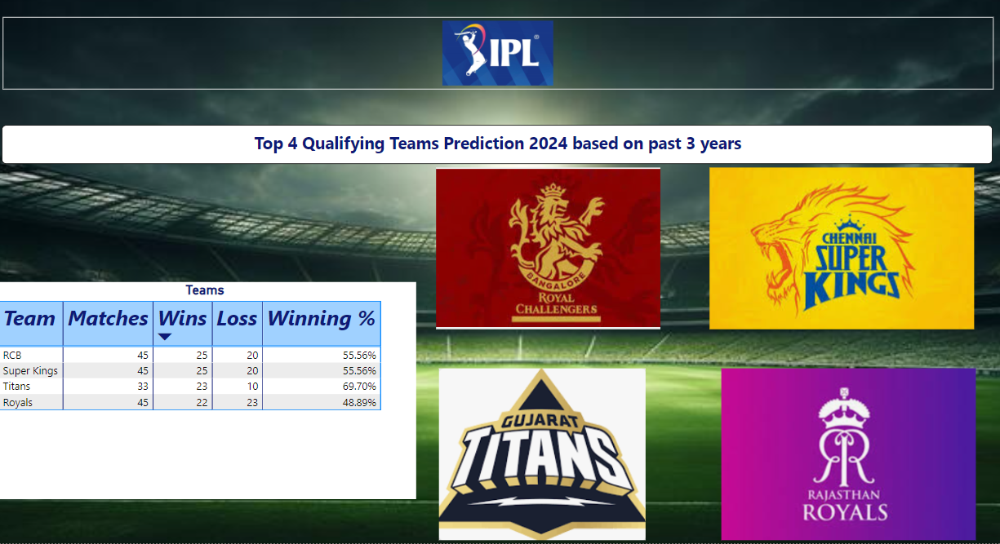 IPL
Top 4 Qualifying Teams Prediction 2024 based on past 3 years
BANGALORE
ROYAL
CHALLENGERS
CHENNAI
SUPER
KINGS
Teams
Team Matches Wins Loss Winning %
RCB 45 25 20 55.56%
Super Kings 45 25 20 55.56%
Titans 33 23 10 69.70%
Royals 45 22 23 48.89%
GUJARAT
TITANS
RAJASTHAN
ROYALS